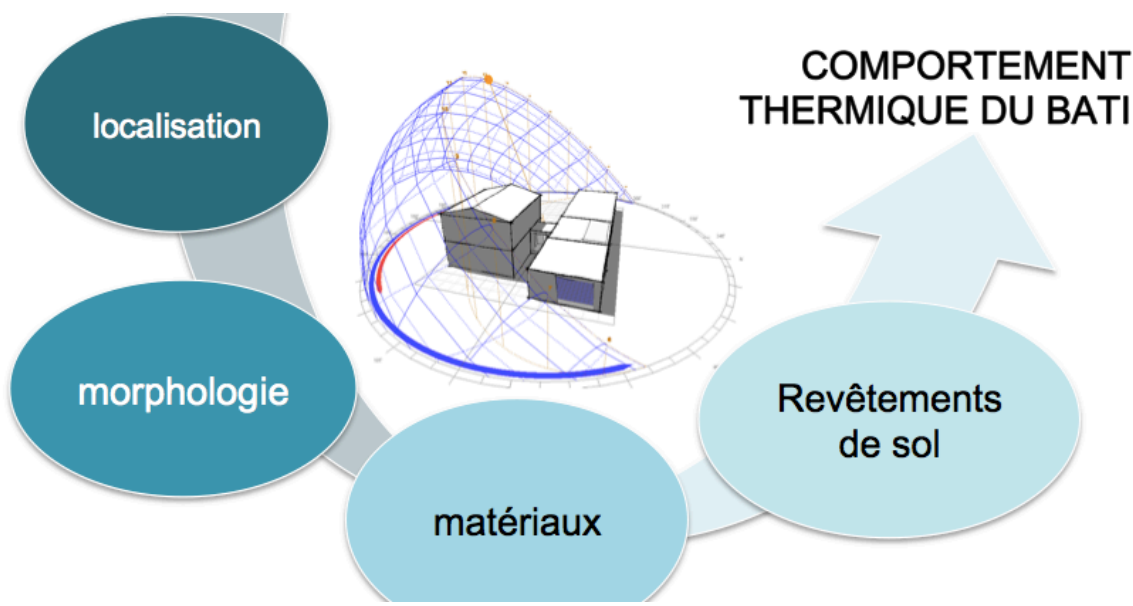 localisation
COMPORTEMENT
THERMIQUE DU BATI
morphologie
Revêtements
de sol
matériaux